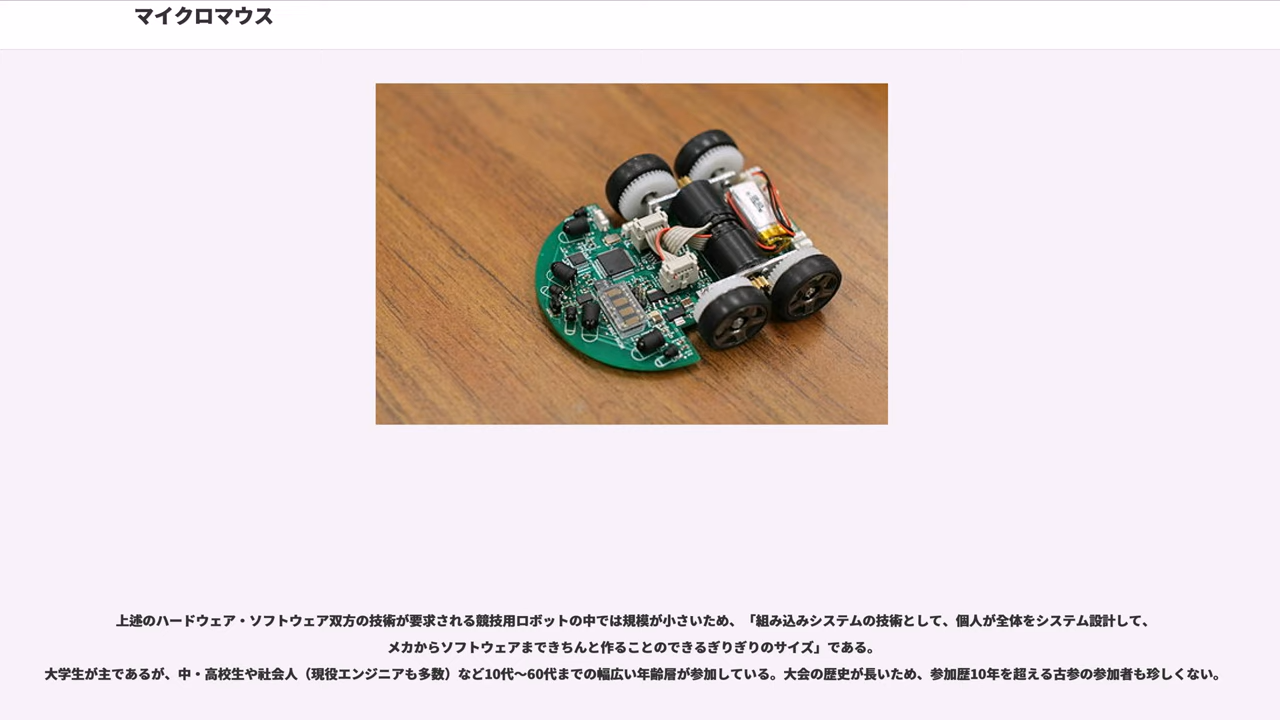 マイクロマウス
上述のハードウェア・ソフトウェア双方の技術が要求される競技用ロボットの中では規模が小さいため、「組み込みシステムの技術として、個人が全体をシステム設計して、
メカからソフトウェアまできちんと作ることのできるぎりぎりのサイズ」である。
大学生が主であるが、中・高校生や社会人（現役エンジニアも多数）など10代〜60代までの幅広い年齢層が参加している。大会の歴史が長いため、参加歴10年を超える古参の参加者も珍しくない。